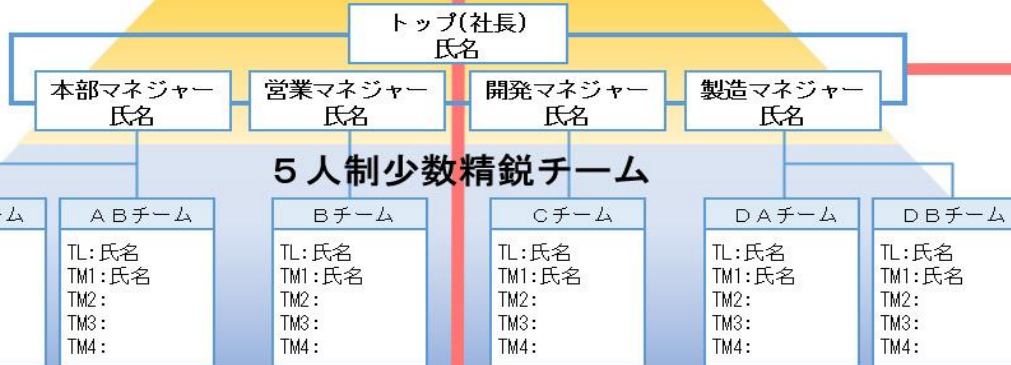 トップ(社長)
氏名
本部マネジャー
氏名
営業マネジャー
氏名
開発マネジャー
氏名
製造マネジャー
氏名
5人制少数精鋭チーム
ム
ABチーム
TL:氏名
TM1:氏名
TM2:
TM3:
TM4:
Bチーム
TL:氏名
TM1:氏名
TM2:
TM3:
TM4:
Cチーム
TL:氏名
TM1:氏名
TM2:
TM3:
TM4:
DAチーム
TL:氏名
TM1:氏名
TM2:
TM3:
TM4:
DBチーム
TL:氏名
TM1:氏名
TM2:
TM3:
TM4: